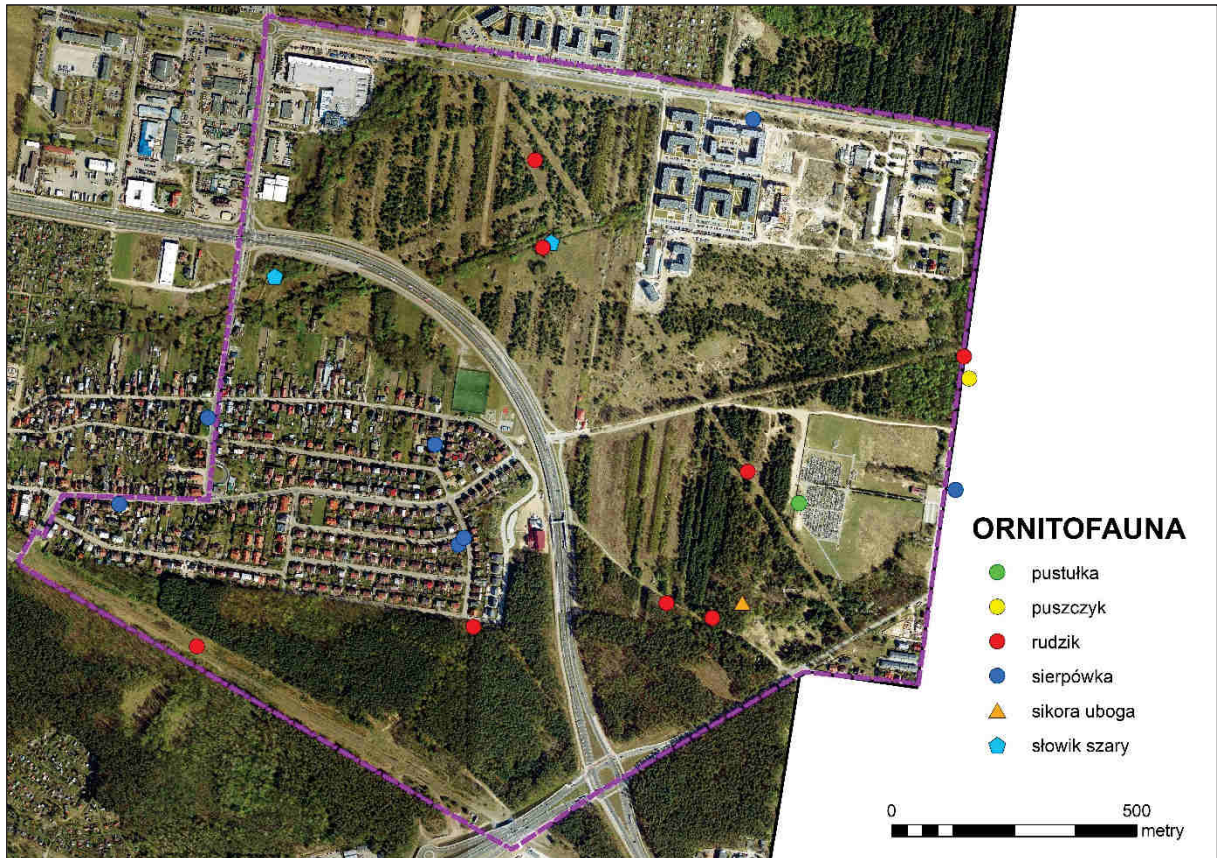 ORNITOFAUNA
pustułka
puszczyk
rudzik
sierpówka
sikora uboga
słowik szary
0 500
metry